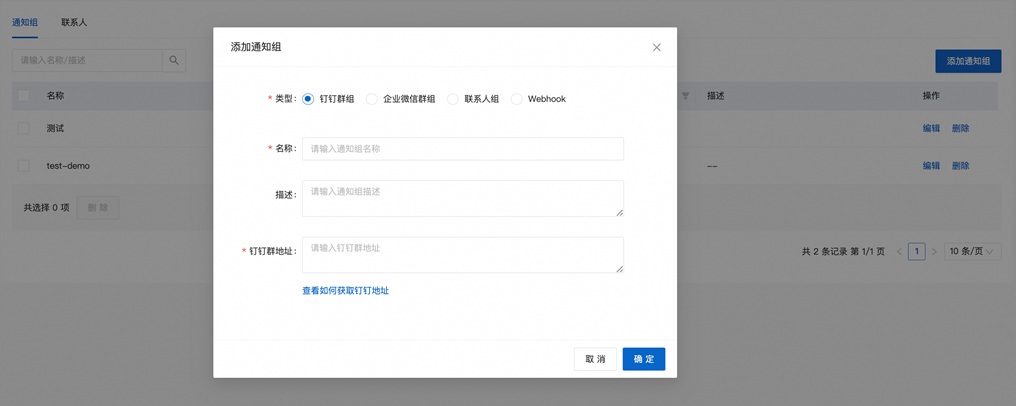 通知组 联系人
请输入名称/描述
添加通知组
名称 描述 操作
测试 编辑 删除
test-demo -- 编辑 删除
共选择 0 项 删 除
共 2 条记录 第 1/1 页 1 10 条/页
添加通知组
* 类型: 钉钉群组 企业微信群组 联系人组 Webhook
* 名称: 请输入通知组名称
描述: 请输入通知组描述
* 钉钉群地址: 请输入钉钉群地址
查看如何获取钉钉地址
取 消 确 定